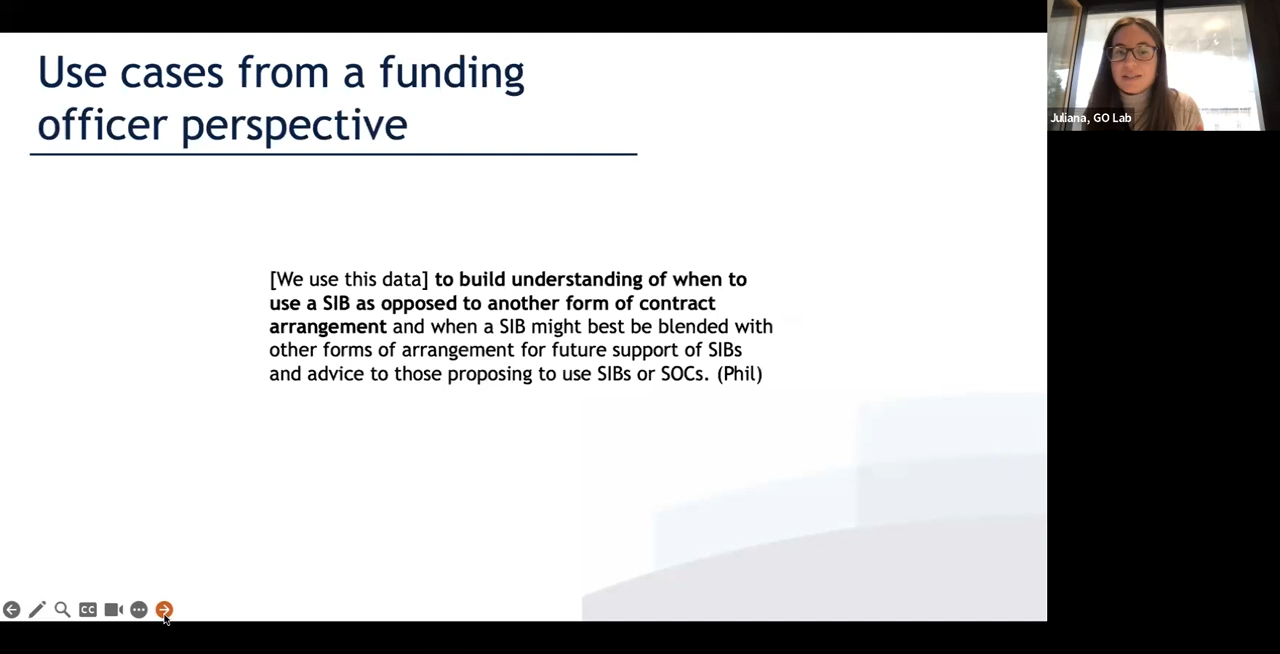 Use cases from a funding
officer perspective
[We use this data] to build understanding of when to
use a SIB as opposed to another form of contract
arrangement and when a SIB might best be blended with
other forms of arrangement for future support of SIBs
and advice to those proposing to use SIBs or SOCs. (Phil)
Juliana, GO Lab
CC